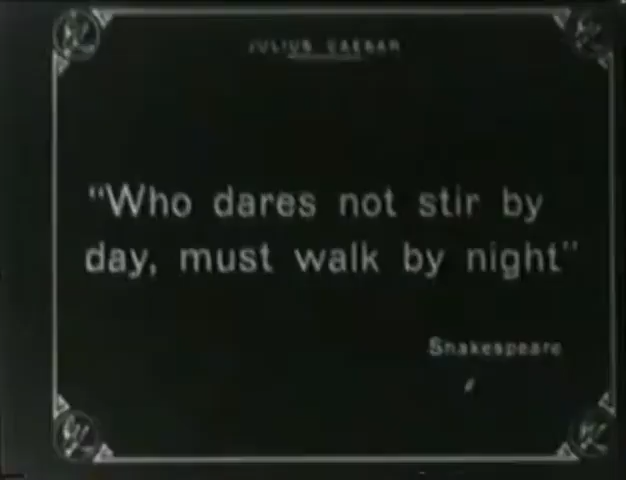 JULIUS CAESAR
"Who dares not stir by
day, must walk by night"
Shakespeare